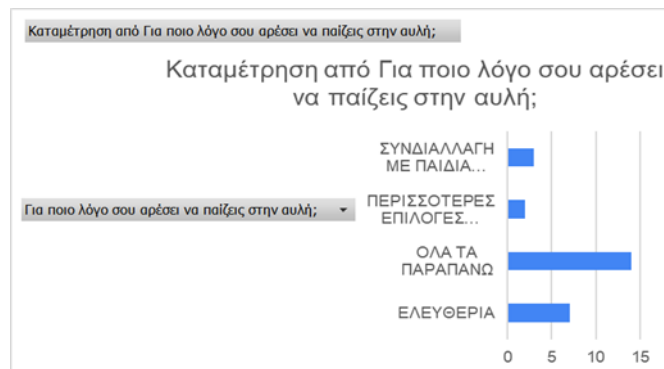 Καταμέτρηση από Για ποιο λόγο σου αρέσει να παίζεις στην αυλή;
Καταμέτρηση από Για ποιο λόγο σου αρέσει
να παίζεις στην αυλή;
ΣΥΝΔΙΑΛΛΑΓΗ
ΜΕ ΠΑΙΔΙΑ...
Για ποιο λόγο σου αρέσει να παίζεις στην αυλή;
ΠΕΡΙΣΣΟΤΕΡΕΣ
ΕΠΙΛΟΓΕΣ...
ΟΛΑ ΤΑ
ΠΑΡΑΠΑΝΩ
ΕΛΕΥΘΕΡΙΑ
0 5 10 15